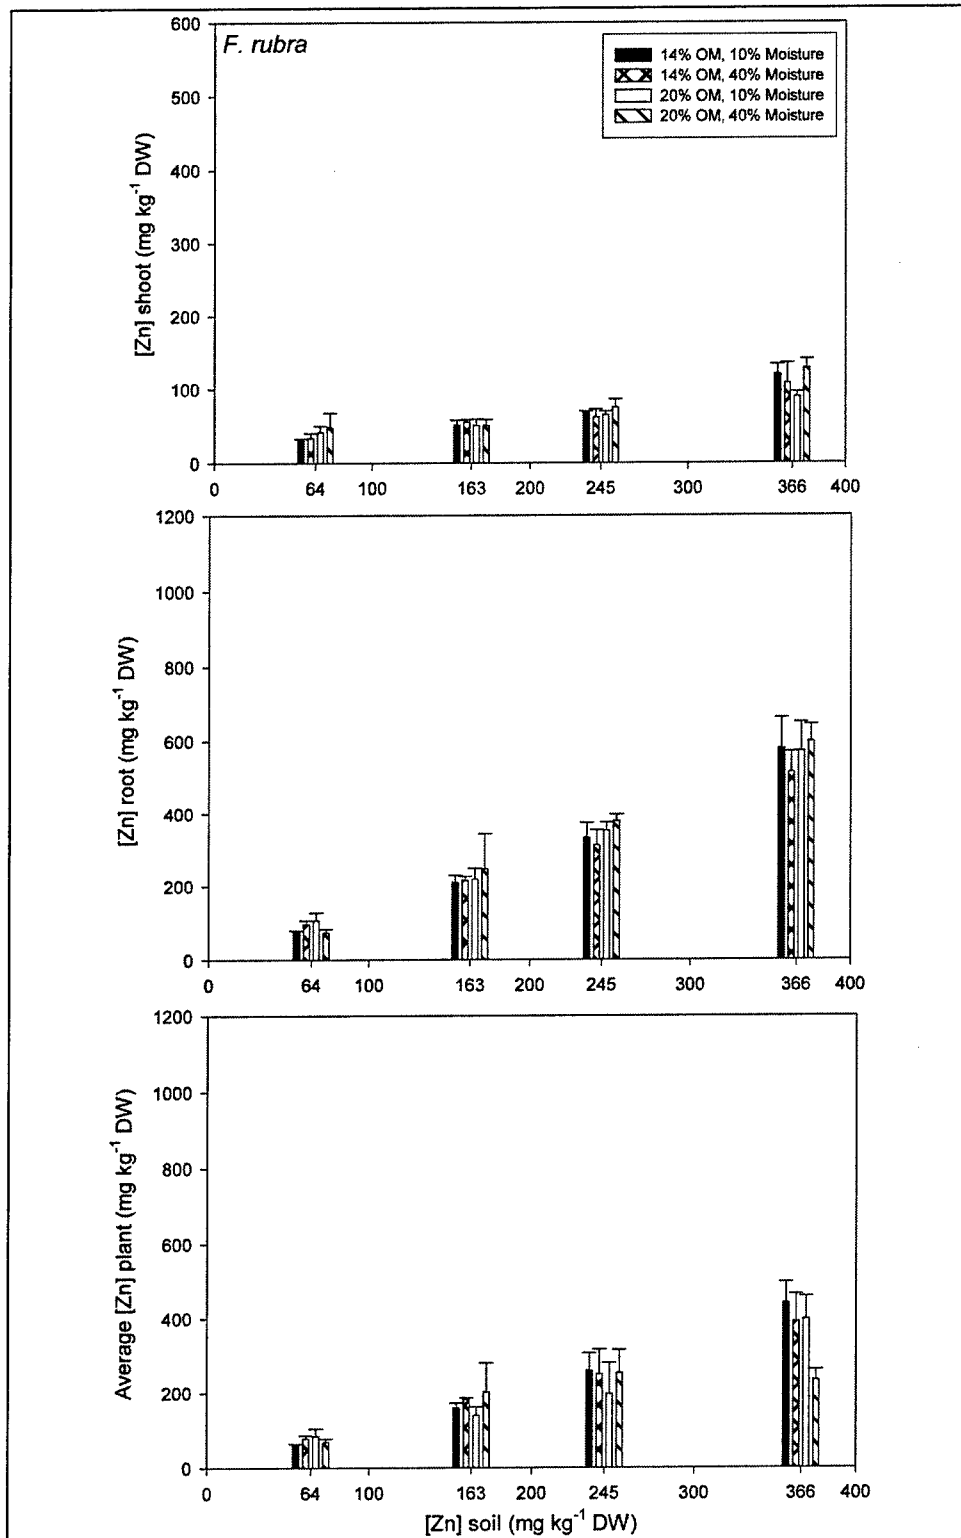 F. rubra
14% OM, 10% Moisture
14% OM, 40% Moisture
20% OM, 10% Moisture
20% OM, 40% Moisture
[Zn] shoot (mg kg⁻¹ DW)
600
500
400
300
200
100
0
0 64 100 163 200 245 300 366 400
[Zn] root (mg kg⁻¹ DW)
1200
1000
800
600
400
200
0
0 64 100 163 200 245 300 366 400
Average [Zn] plant (mg kg⁻¹ DW)
1200
1000
800
600
400
200
0
0 64 100 163 200 245 300 366 400
[Zn] soil (mg kg⁻¹ DW)